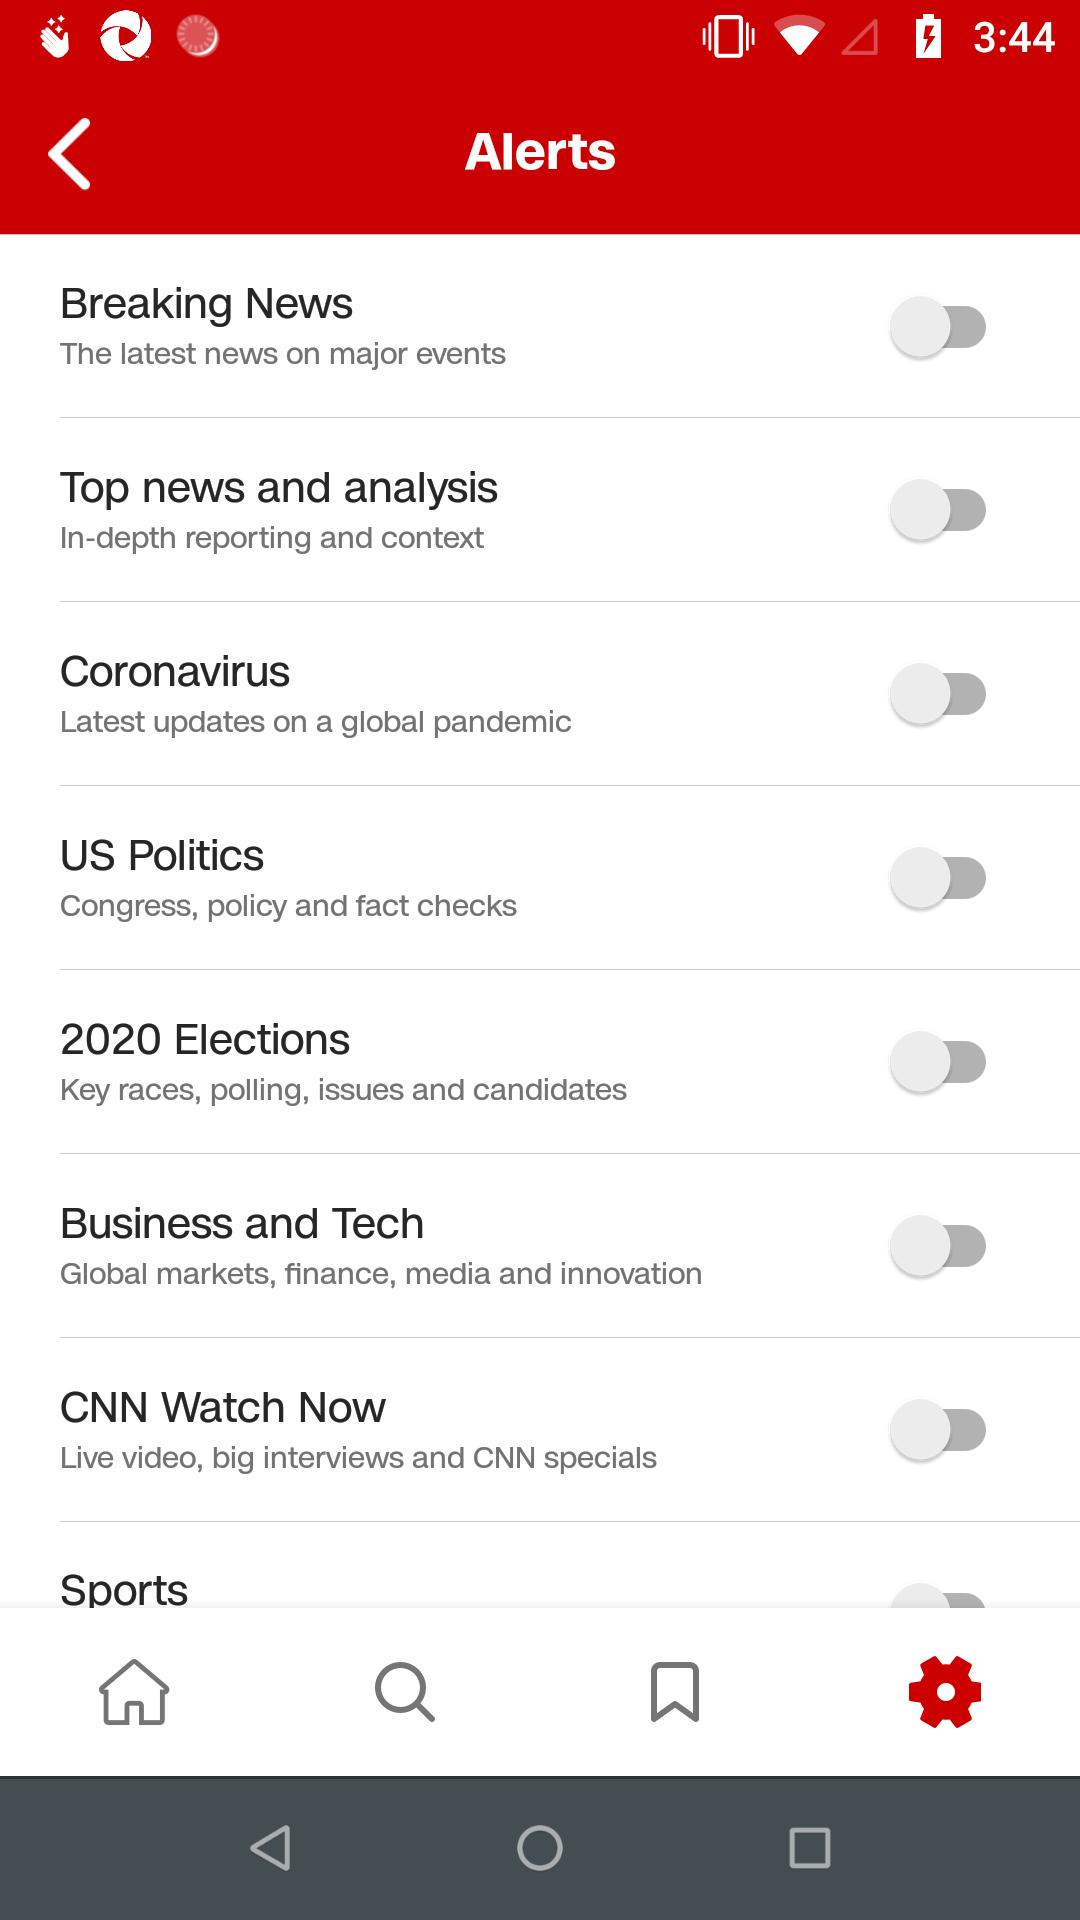 3:44
Alerts
Breaking News
The latest news on major events
Top news and analysis
In-depth reporting and context
Coronavirus
Latest updates on a global pandemic
US Politics
Congress, policy and fact checks
2020 Elections
Key races, polling, issues and candidates
Business and Tech
Global markets, finance, media and innovation
CNN Watch Now
Live video, big interviews and CNN specials
Sports